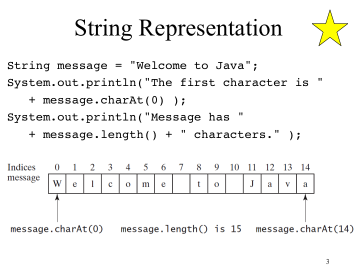 String Representation
String message = "Welcome to Java";
System.out.println("The first character is "
+ message.charAt(0) );
System.out.println("Message has "
+ message.length() + " characters." );
Indices 0 1 2 3 4 5 6 7 8 9 10 11 12 13 14
message W e l c o m e t o J a v a
message.charAt(0) message.length() is 15 message.charAt(14)
3